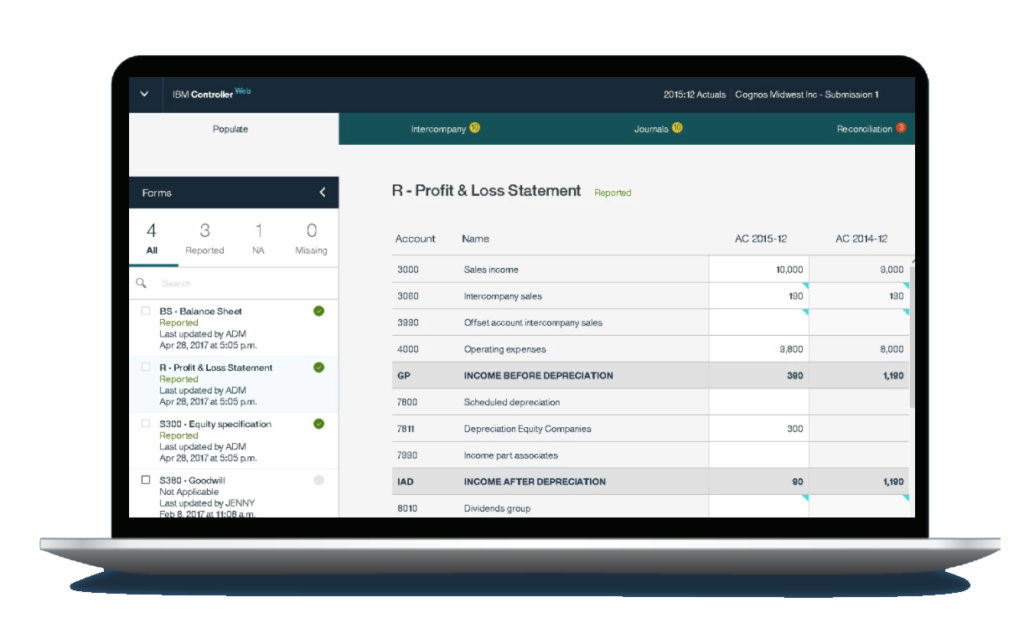 IBM Controller Web
2015:12 Actuals Cognos Midwest Inc - Submission 1
Populate Intercompany 10 Journals 10 Reconciliation 3
Forms
4 3 1 0
All Reported NA Missing
Search
BS - Balance Sheet
Reported
Last updated by ADM
Apr 28, 2017 at 5:05 p.m.
R - Profit & Loss Statement
Reported
Last updated by ADM
Apr 28, 2017 at 5:05 p.m.
S300 - Equity specification
Reported
Last updated by ADM
Apr 28, 2017 at 5:05 p.m.
S380 - Goodwill
Not Applicable
Last updated by JENNY
Feb 8, 2017 at 11:08 a.m.
R - Profit & Loss Statement Reported
Account Name AC 2015-12 AC 2014-12
3000 Sales income 10,000 9,000
3080 Intercompany sales 190 190
3990 Offset account intercompany sales
4000 Operating expenses 9,800 8,000
GP INCOME BEFORE DEPRECIATION 390 1,190
7800 Scheduled depreciation
7811 Depreciation Equity Companies 300
7990 Income part associates
IAD INCOME AFTER DEPRECIATION 90 1,190
8010 Dividends group